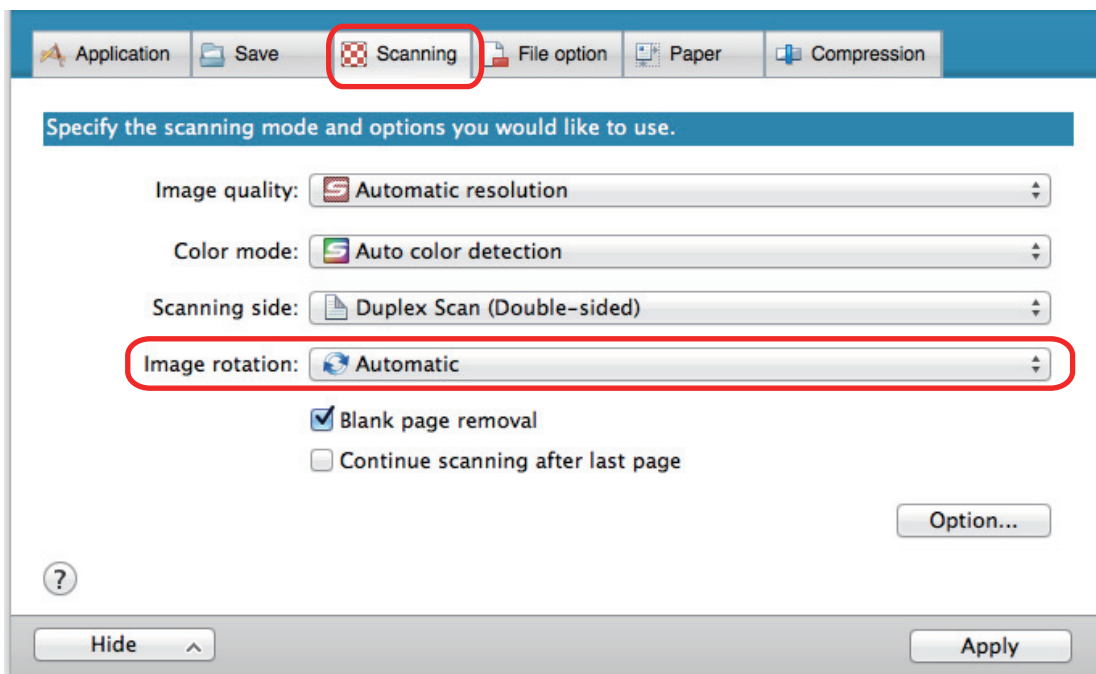 Application Save Scanning File option Paper Compression
Specify the scanning mode and options you would like to use.
Image quality: Automatic resolution
Color mode: Auto color detection
Scanning side: Duplex Scan (Double-sided)
Image rotation: Automatic
Blank page removal
Continue scanning after last page
Option...
?
Hide Apply